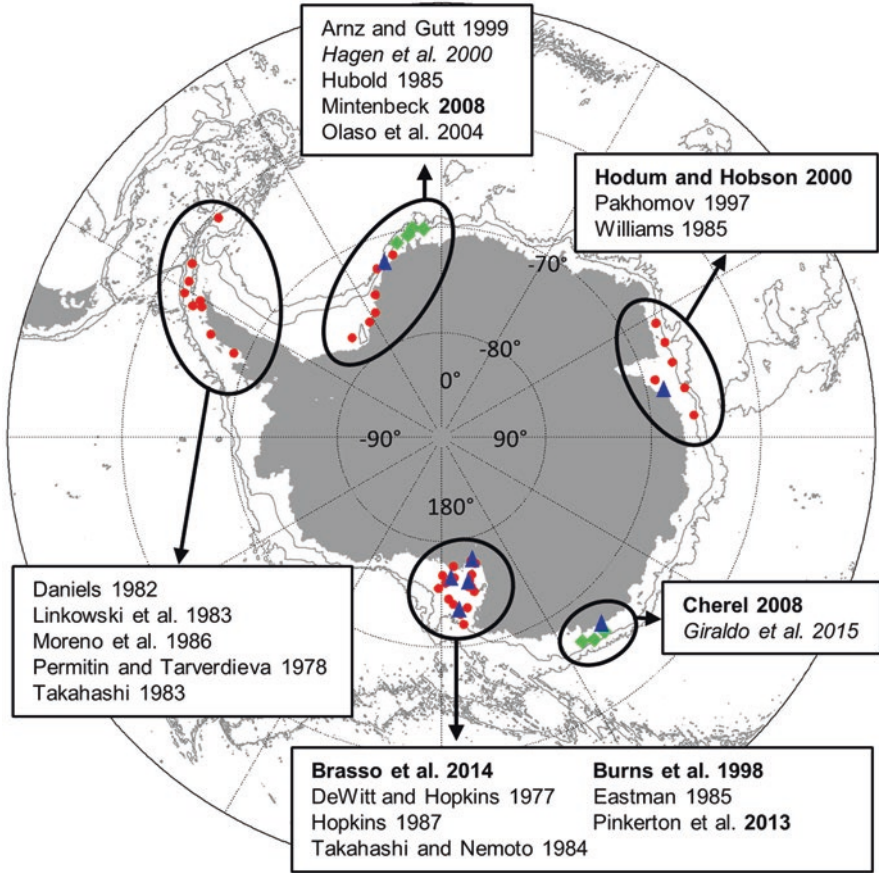 Arnz and Gutt 1999
Hagen et al. 2000
Hubold 1985
Mintenbeck 2008
Olaso et al. 2004
Hodum and Hobson 2000
Pakhomov 1997
Williams 1985
-70°
-80°
0°
-90°
90°
180°
Daniels 1982
Linkowski et al. 1983
Moreno et al. 1986
Permitin and Tarverdieva 1978
Takahashi 1983
Cherel 2008
Giraldo et al. 2015
Brasso et al. 2014
DeWitt and Hopkins 1977
Hopkins 1987
Takahashi and Nemoto 1984
Burns et al. 1998
Eastman 1985
Pinkerton et al. 2013